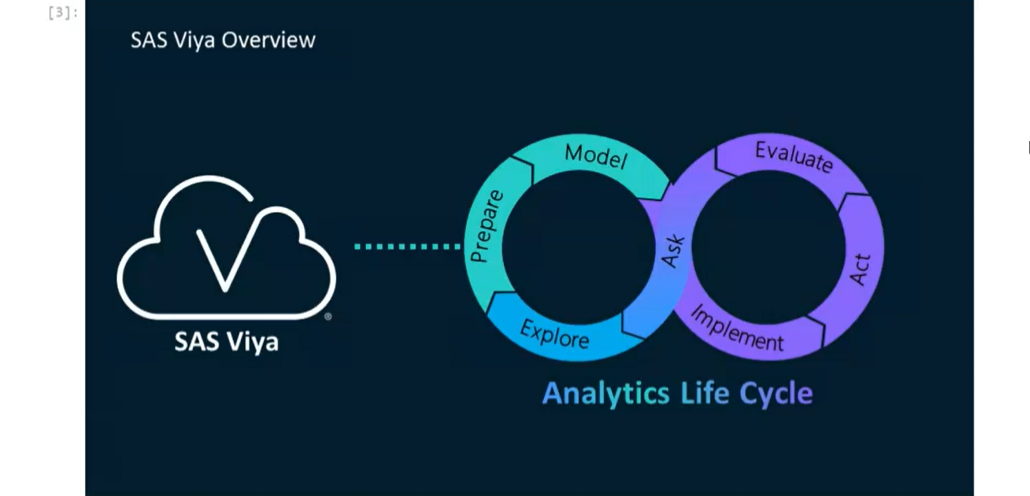 [3]:
SAS Viya Overview
Model
Evaluate
Prepare
Ask
Act
Explore
Implement
®
SAS Viya
Analytics Life Cycle